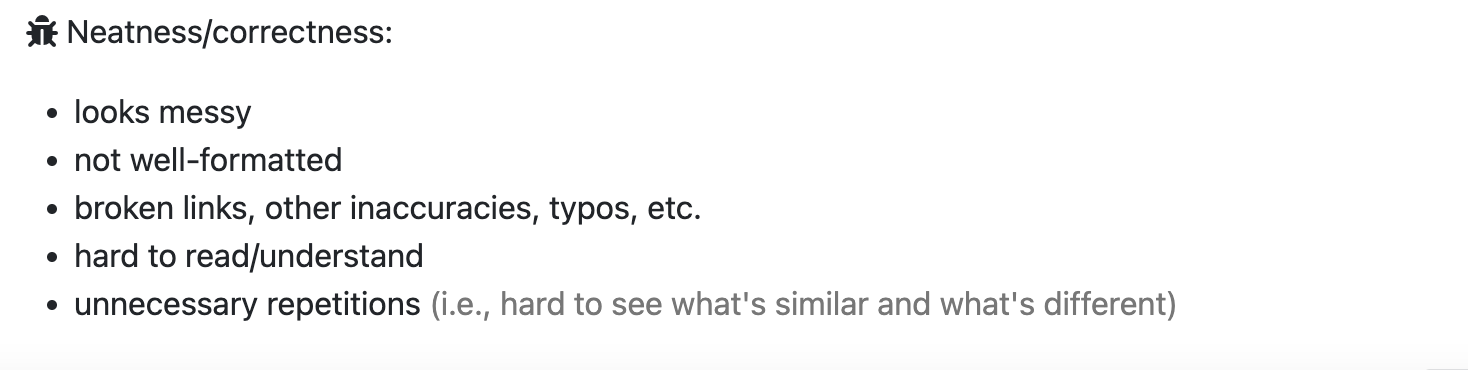 Neatness/correctness:
• looks messy
• not well-formatted
• broken links, other inaccuracies, typos, etc.
• hard to read/understand
• unnecessary repetitions (i.e., hard to see what's similar and what's different)